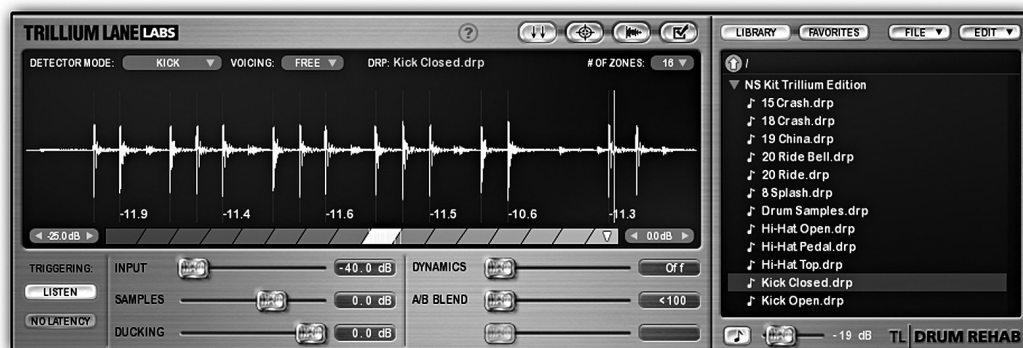 TRILLIUM LANE LABS ?
LIBRARY FAVORITES FILE EDIT
DETECTOR MODE: KICK VOICING: FREE DRP: Kick Closed.drp # OF ZONES: 16
/
NS Kit Trillium Edition
15 Crash.drp
18 Crash.drp
19 China.drp
20 Ride Bell.drp
20 Ride.drp
8 Splash.drp
Drum Samples.drp
Hi-Hat Open.drp
Hi-Hat Pedal.drp
Hi-Hat Top.drp
Kick Closed.drp
Kick Open.drp
-11.9 -11.4 -11.6 -11.5 -10.6 -11.3
-25.0 dB 0.0 dB
TRIGGERING: INPUT -40.0 dB DYNAMICS Off
LISTEN SAMPLES 0.0 dB A/B BLEND <100
NO LATENCY DUCKING 0.0 dB
-19 dB TL DRUM REHAB